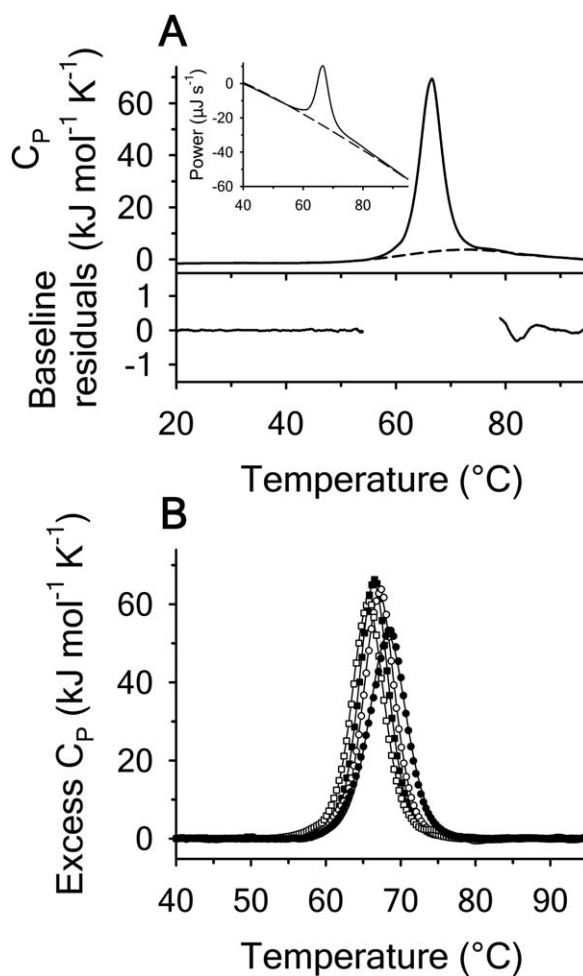 A
C_P (kJ mol⁻¹ K⁻¹)
60
40
20
0
Power (µJ s⁻¹)
0
-20
-40
-60
40 60 80
Baseline
residuals
1
0
-1
20 40 60 80
Temperature (°C)
B
Excess C_P (kJ mol⁻¹ K⁻¹)
60
40
20
0
40 50 60 70 80 90
Temperature (°C)